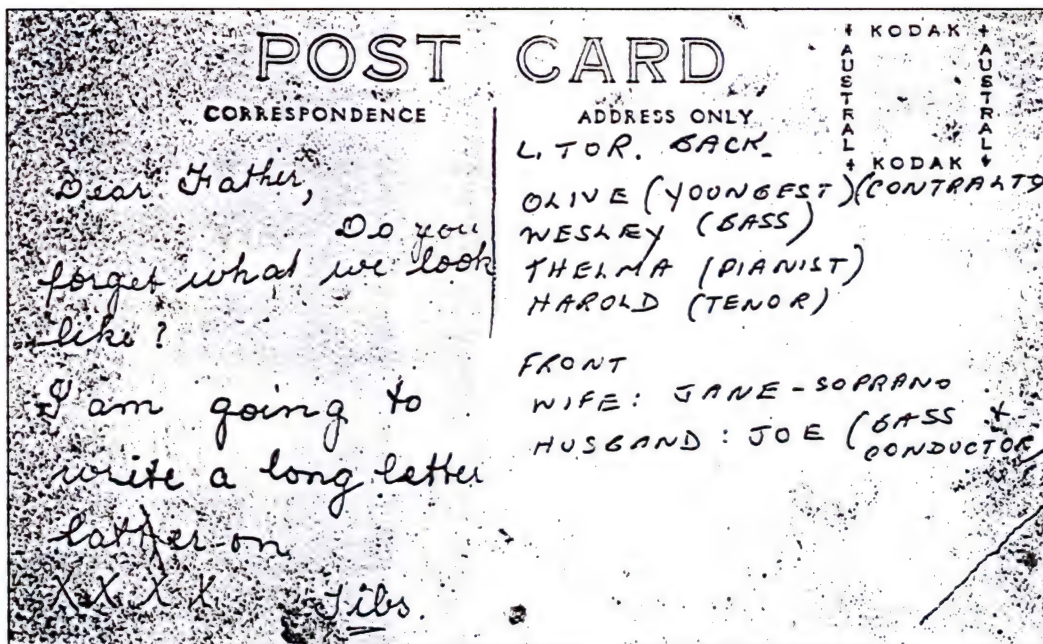 POST CARD
CORRESPONDENCE
ADDRESS ONLY
KODAK
AUSTRAL
AUSTRAL
KODAK
Dear Father,
Do you
forget what we look
like?
I am going to
write a long letter
later on
X X X X Tibs.
L. TO R. BACK.
OLIVE (YOUNGEST) (CONTRALTO)
WESLEY (BASS)
THELMA (PIANIST)
HAROLD (TENOR)
FRONT
WIFE: JANE - SOPRANO
HUSBAND: JOE (BASS +
CONDUCTOR)